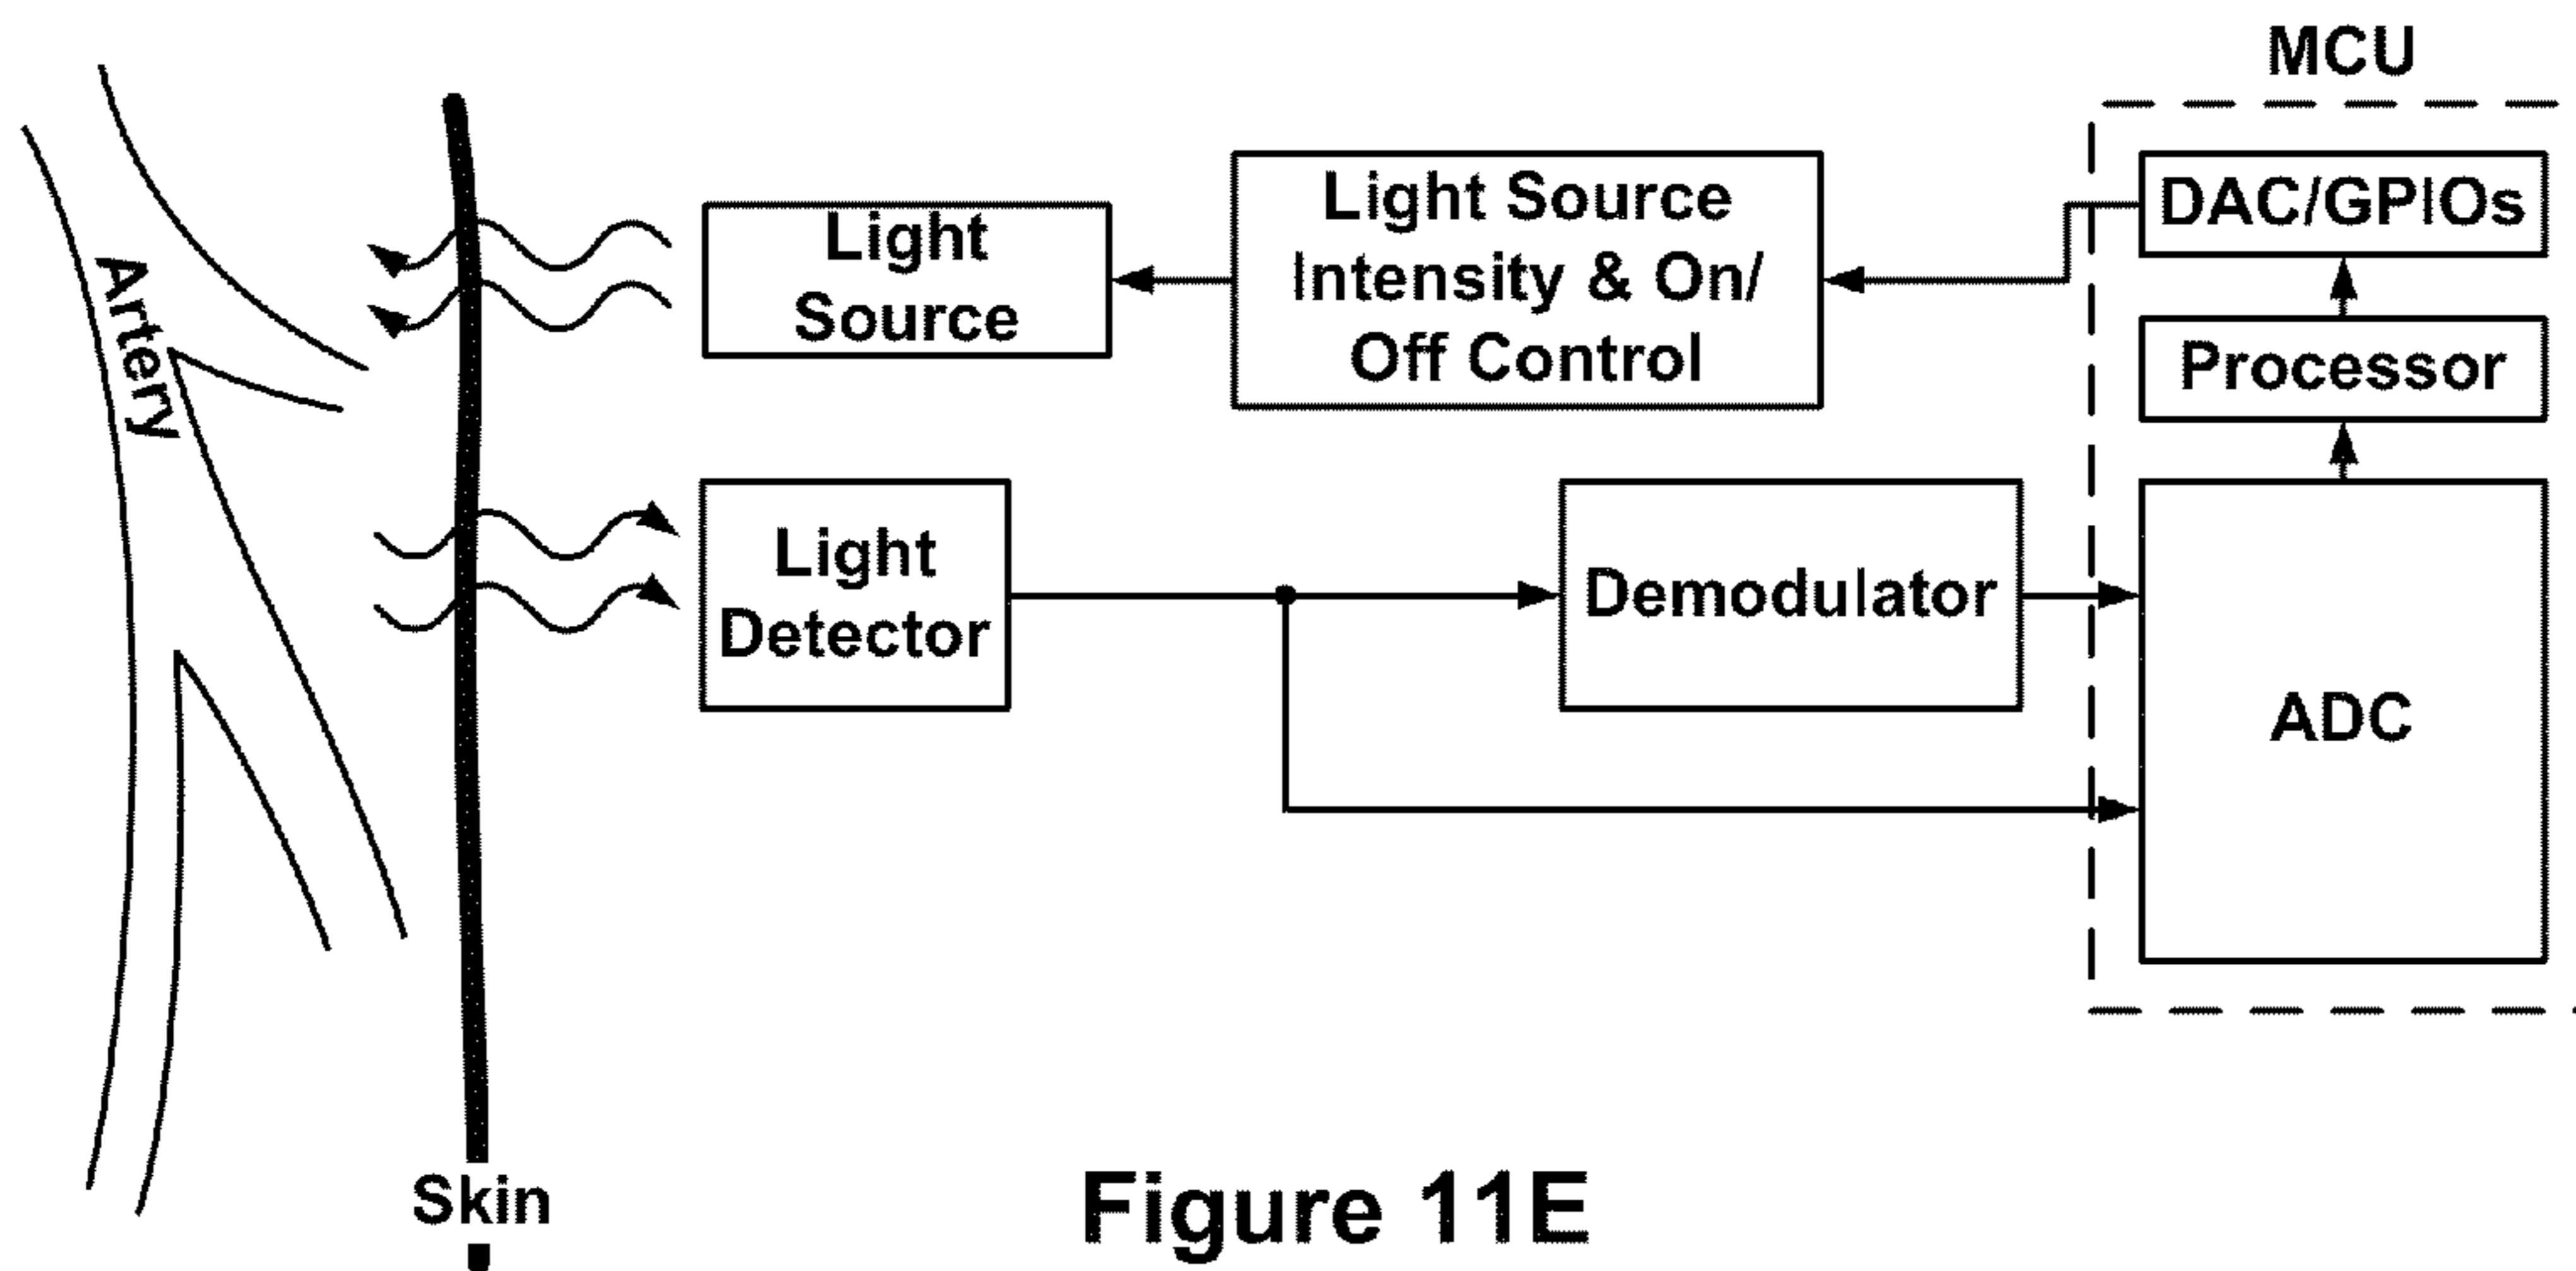 MCU
Artery
Light
Source
Light Source
Intensity & On/
Off Control
DAC/GPIOs
Processor
Light
Detector
Demodulator
ADC
Skin
Figure 11E